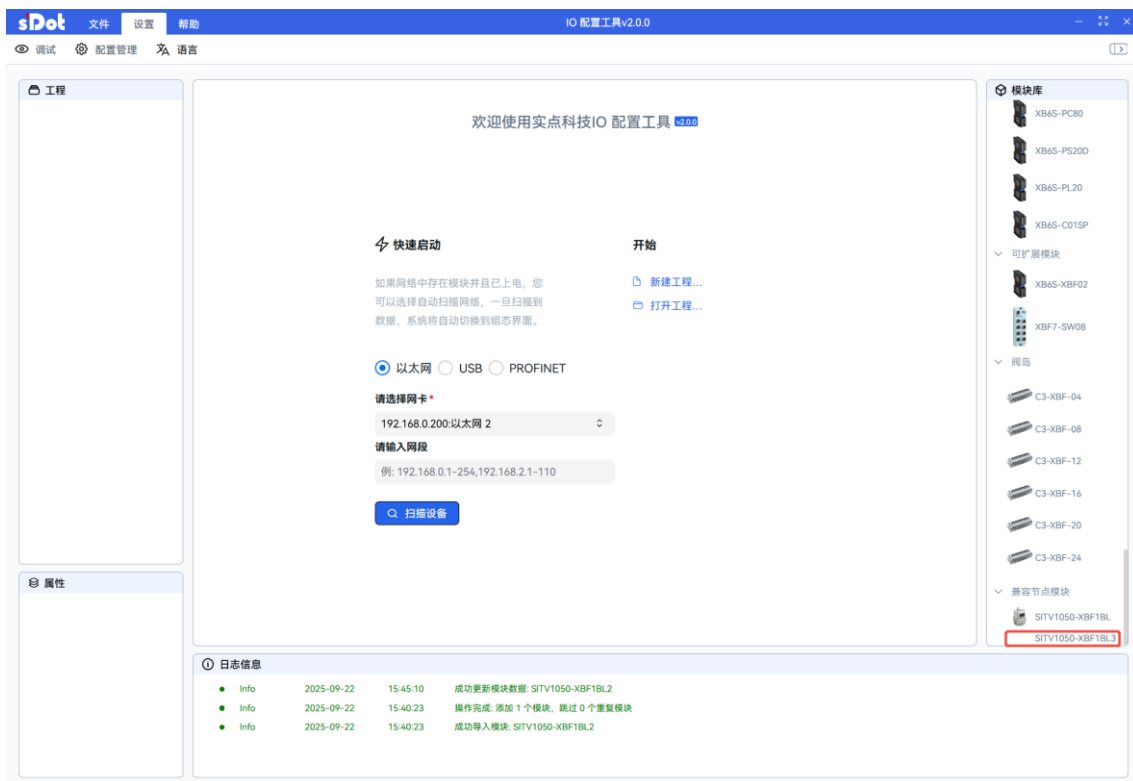 sDot 文件 设置 帮助 IO 配置工具v2.0.0
调试 配置管理 语言
工程
欢迎使用实点科技IO 配置工具 v2.0.0
快速启动
如果网络中存在模块并且已上电，您
可以选择自动扫描网络，一旦扫描到
数据，系统将自动切换到组态界面。
开始
新建工程...
打开工程...
以太网 USB PROFINET
请选择网卡*
192.168.0.200:以太网 2
请输入网段
例: 192.168.0.1-254,192.168.2.1-110
扫描设备
模块库
XB6S-PC80
XB6S-PS20D
XB6S-PL20
XB6S-C01SP
可扩展模块
XB6S-XBF02
XBF7-SW08
阀岛
C3-XBF-04
C3-XBF-08
C3-XBF-12
C3-XBF-16
C3-XBF-20
C3-XBF-24
兼容节点模块
SITV1050-XBF1BL
SITV1050-XBF1BL3
属性
日志信息
Info 2025-09-22 15:45:10 成功更新模块数据: SITV1050-XBF1BL2
Info 2025-09-22 15:40:23 操作完成: 添加 1 个模块，跳过 0 个重复模块
Info 2025-09-22 15:40:23 成功导入模块: SITV1050-XBF1BL2